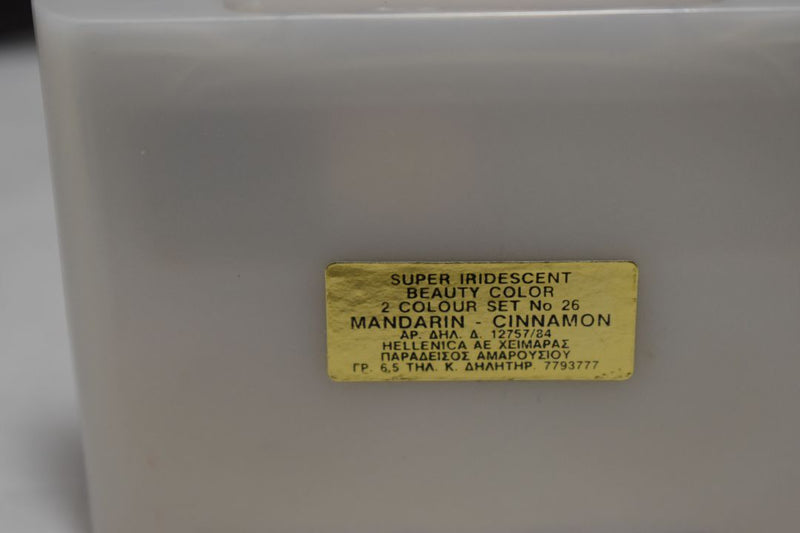 SUPER IRIDESCENT
BEAUTY COLOR
2 COLOUR SET No 26
MANDARIN - CINNAMON
ΑΡ. ΔΗΛ. Δ. 12757/84
HELLENICA AE ΧΕΙΜΑΡΑΣ
ΠΑΡΑΔΕΙΣΟΣ ΑΜΑΡΟΥΣΙΟΥ
ΓΡ. 6,5 ΤΗΛ. Κ. ΔΗΛΗΤΗΡ. 7793777